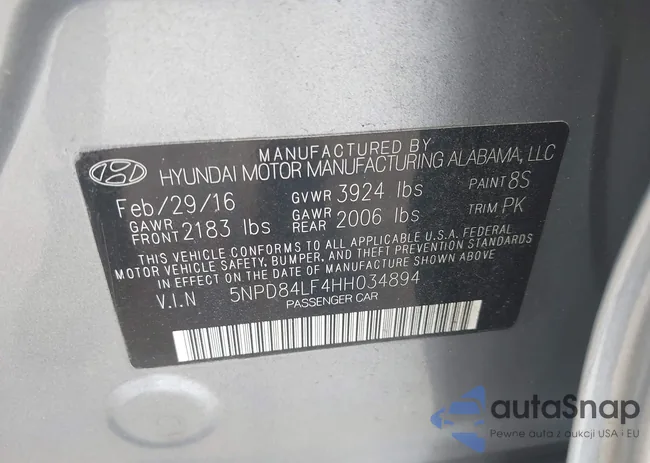 MANUFACTURED BY
HYUNDAI MOTOR MANUFACTURING ALABAMA, LLC
Feb/29/16 GVWR 3924 lbs PAINT 8S
GAWR FRONT 2183 lbs GAWR REAR 2006 lbs TRIM PK
THIS VEHICLE CONFORMS TO ALL APPLICABLE U.S.A. FEDERAL
MOTOR VEHICLE SAFETY, BUMPER, AND THEFT PREVENTION STANDARDS
IN EFFECT ON THE DATE OF MANUFACTURE SHOWN ABOVE
V.I.N 5NPD84LF4HH034894
PASSENGER CAR
autaSnap
Pewne auta z aukcji USA i EU